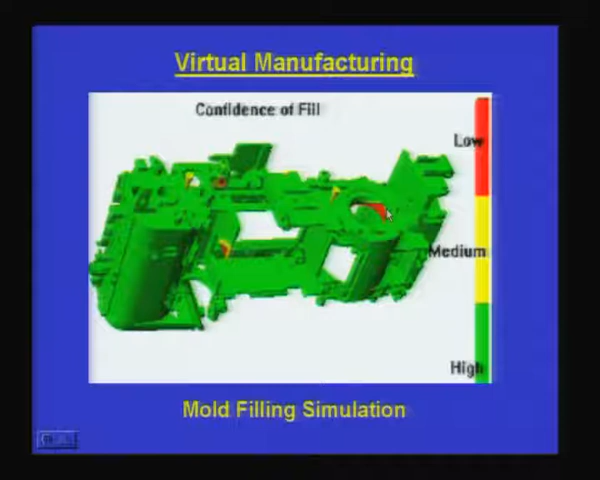 Virtual Manufacturing
Confidence of Fill
Low
Medium
High
Mold Filling Simulation